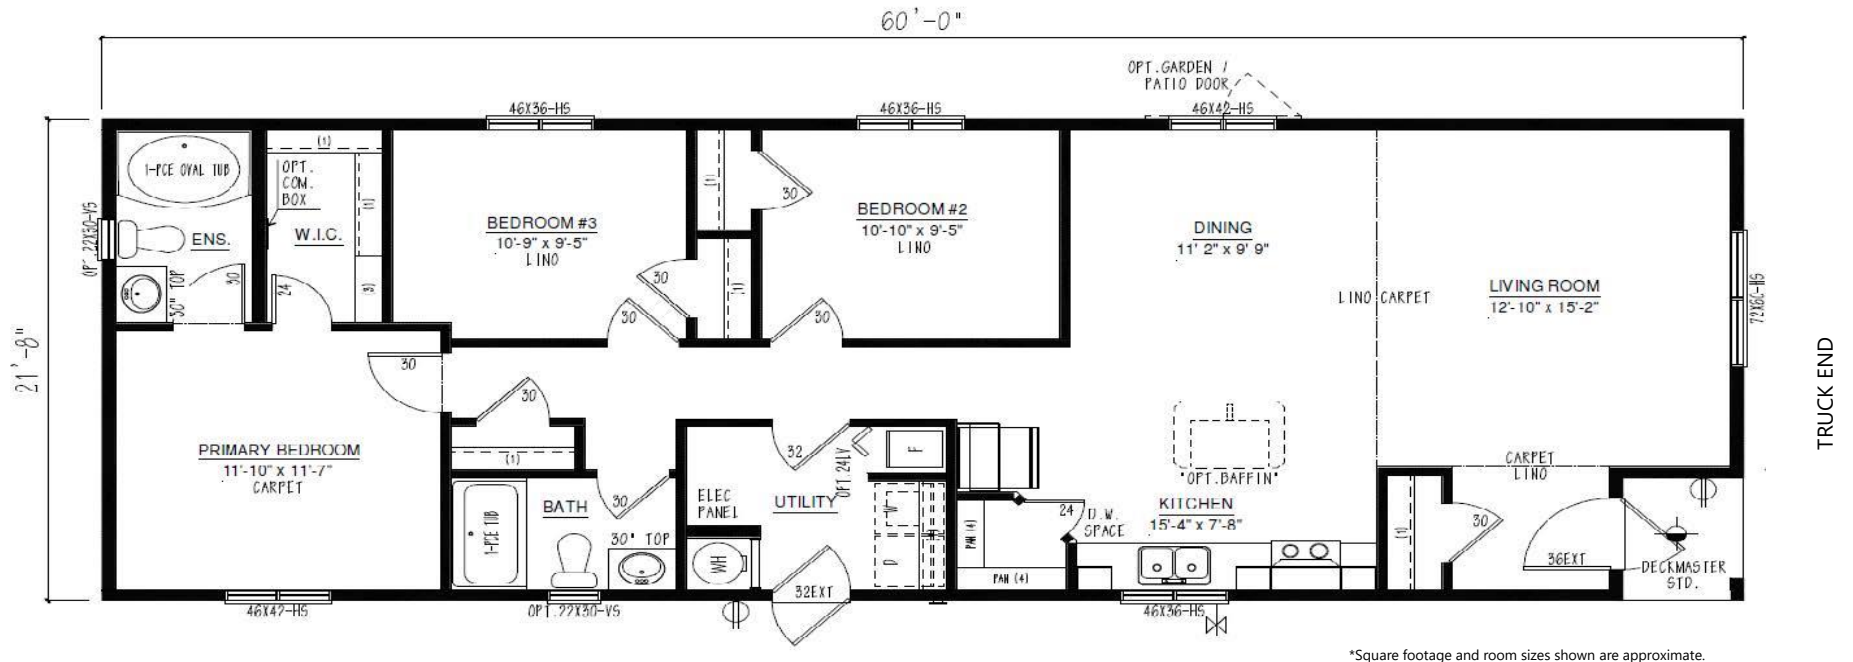 60'-0"
OPT.GARDEN /
PATIO DOOR
46X36-HS
46X36-HS
46X42-HS
21'-8"
1-PCE OVAL TUB
OPT.
COM.
BOX
(1)
(1)
(3)
W.I.C.
ENS.
OPT.22X30-VS
30" TOP
30
24
BEDROOM #3
10'-9" x 9'-5"
LINO
30
30
(1)
(1)
30
BEDROOM #2
10'-10" x 9'-5"
LINO
30
DINING
11' 2" x 9' 9"
LINO
CARPET
LIVING ROOM
12'-10" x 15'-2"
72X60-HS
TRUCK END
30
PRIMARY BEDROOM
11'-10" x 11'-7"
CARPET
46X42-HS
30
(1)
BATH
1-PCE TUB
30
30" TOP
OPT.22X30-VS
ELEC
PANEL
UTILITY
32
OPT.24LV
F
W
D
WH
32EXT
PAN (4)
PAN (4)
24
D.W.
SPACE
"OPT.BAFFIN"
KITCHEN
15'-4" x 7'-8"
46X36-HS
CARPET
LINO
(1)
30
36EXT
DECKMASTER
STD.
*Square footage and room sizes shown are approximate.